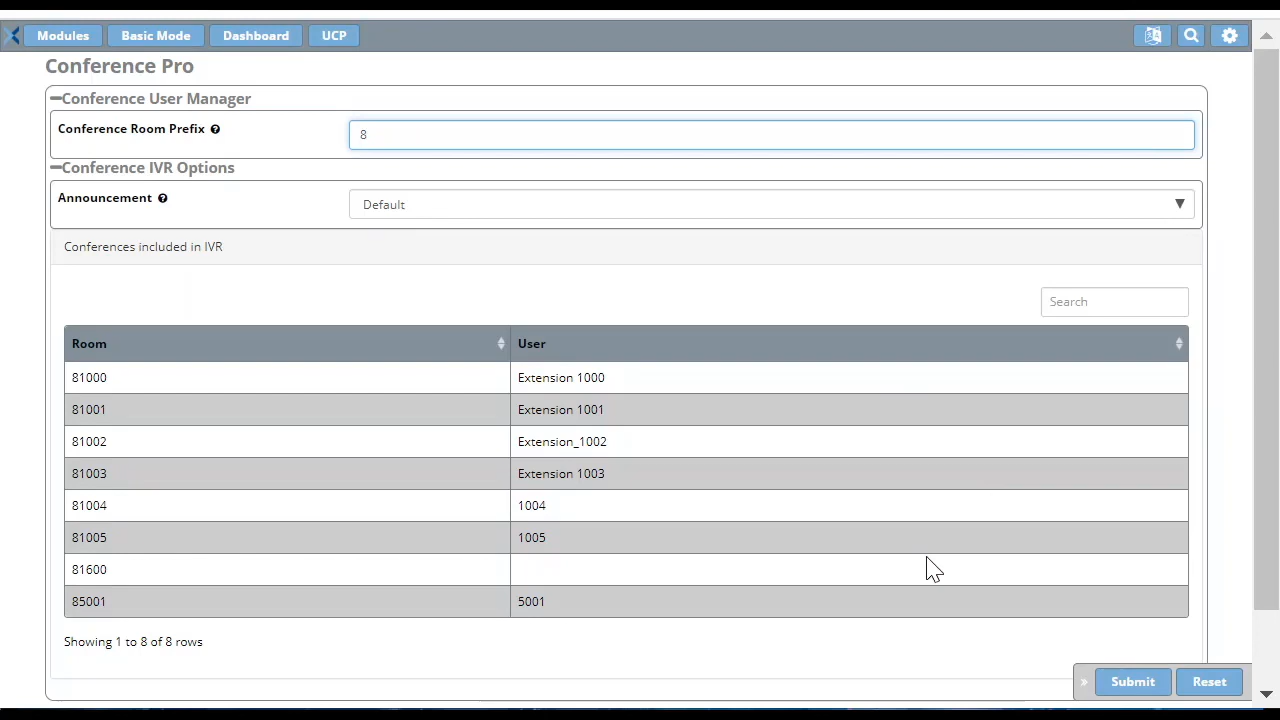 Modules Basic Mode Dashboard UCP
Conference Pro
Conference User Manager
Conference Room Prefix 8
Conference IVR Options
Announcement Default
Conferences included in IVR
Search
Room User
81000 Extension 1000
81001 Extension 1001
81002 Extension_1002
81003 Extension 1003
81004 1004
81005 1005
81600
85001 5001
Showing 1 to 8 of 8 rows
» Submit Reset